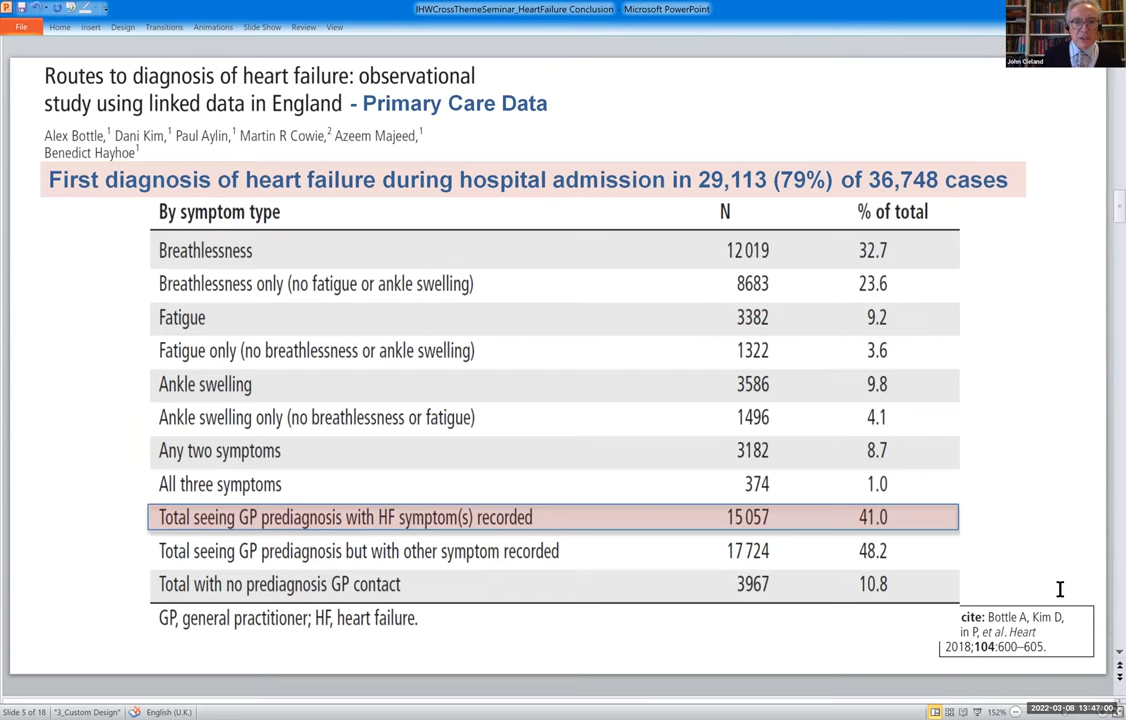 IHWCrossThemeSeminar_HeartFailure Conclusion - Microsoft PowerPoint
File Home Insert Design Transitions Animations Slide Show Review View
John Cleland
Routes to diagnosis of heart failure: observational
study using linked data in England - Primary Care Data
Alex Bottle,1 Dani Kim,1 Paul Aylin,1 Martin R Cowie,2 Azeem Majeed,1
Benedict Hayhoe1
First diagnosis of heart failure during hospital admission in 29,113 (79%) of 36,748 cases
By symptom type N % of total
Breathlessness 12 019 32.7
Breathlessness only (no fatigue or ankle swelling) 8683 23.6
Fatigue 3382 9.2
Fatigue only (no breathlessness or ankle swelling) 1322 3.6
Ankle swelling 3586 9.8
Ankle swelling only (no breathlessness or fatigue) 1496 4.1
Any two symptoms 3182 8.7
All three symptoms 374 1.0
Total seeing GP prediagnosis with HF symptom(s) recorded 15 057 41.0
Total seeing GP prediagnosis but with other symptom recorded 17 724 48.2
Total with no prediagnosis GP contact 3967 10.8
GP, general practitioner; HF, heart failure.
cite: Bottle A, Kim D,
in P, et al. Heart
2018;104:600–605.
Slide 5 of 18 "3_Custom Design" English (U.K.) 152% 2022-03-08 13:47:00